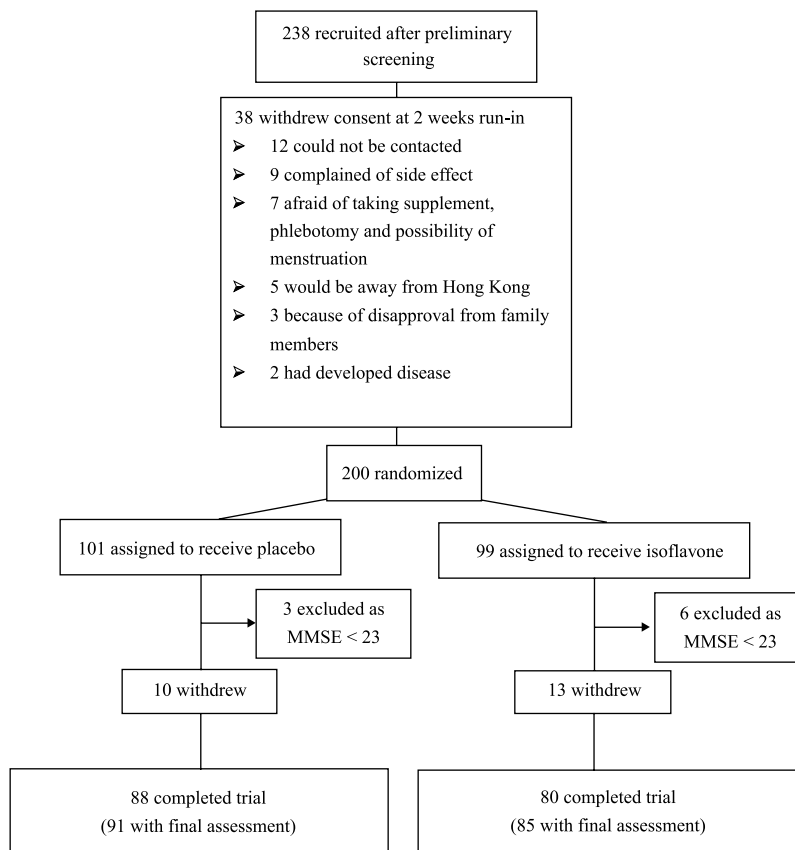 238 recruited after preliminary
screening
38 withdrew consent at 2 weeks run-in
➢ 12 could not be contacted
➢ 9 complained of side effect
➢ 7 afraid of taking supplement,
phlebotomy and possibility of
menstruation
➢ 5 would be away from Hong Kong
➢ 3 because of disapproval from family
members
➢ 2 had developed disease
200 randomized
101 assigned to receive placebo
99 assigned to receive isoflavone
3 excluded as
MMSE < 23
6 excluded as
MMSE < 23
10 withdrew
13 withdrew
88 completed trial
(91 with final assessment)
80 completed trial
(85 with final assessment)